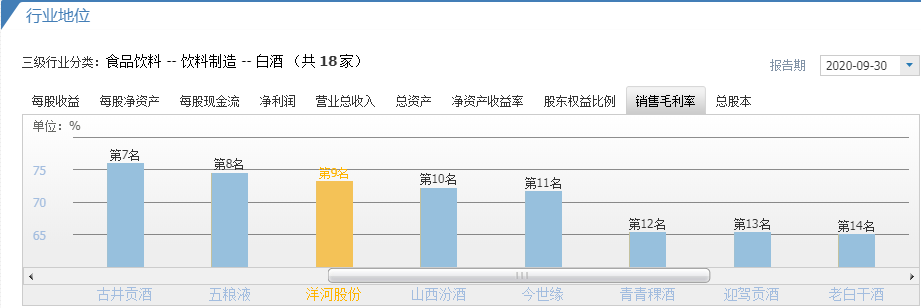 行业地位
三级行业分类：食品饮料 -- 饮料制造 -- 白酒 （共 18 家）
报告期 2020-09-30
每股收益 每股净资产 每股现金流 净利润 营业总收入 总资产 净资产收益率 股东权益比例 销售毛利率 总股本
单位：%
第7名 第8名 第9名 第10名 第11名 第12名 第13名 第14名
75
70
65
古井贡酒 五粮液 洋河股份 山西汾酒 今世缘 青青稞酒 迎驾贡酒 老白干酒